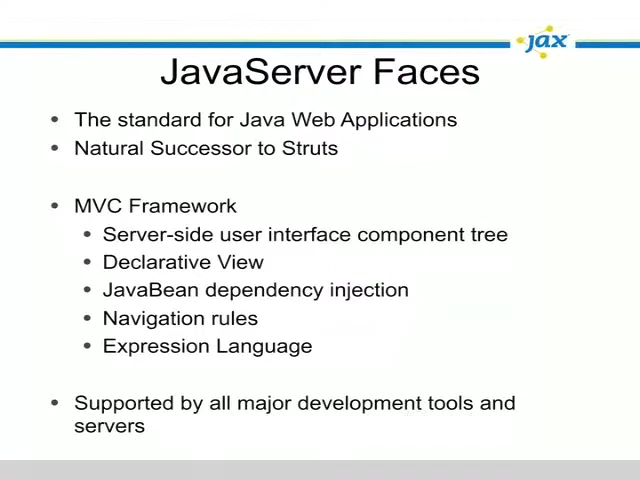 jax
JavaServer Faces
• The standard for Java Web Applications
• Natural Successor to Struts
• MVC Framework
• Server-side user interface component tree
• Declarative View
• JavaBean dependency injection
• Navigation rules
• Expression Language
• Supported by all major development tools and
servers